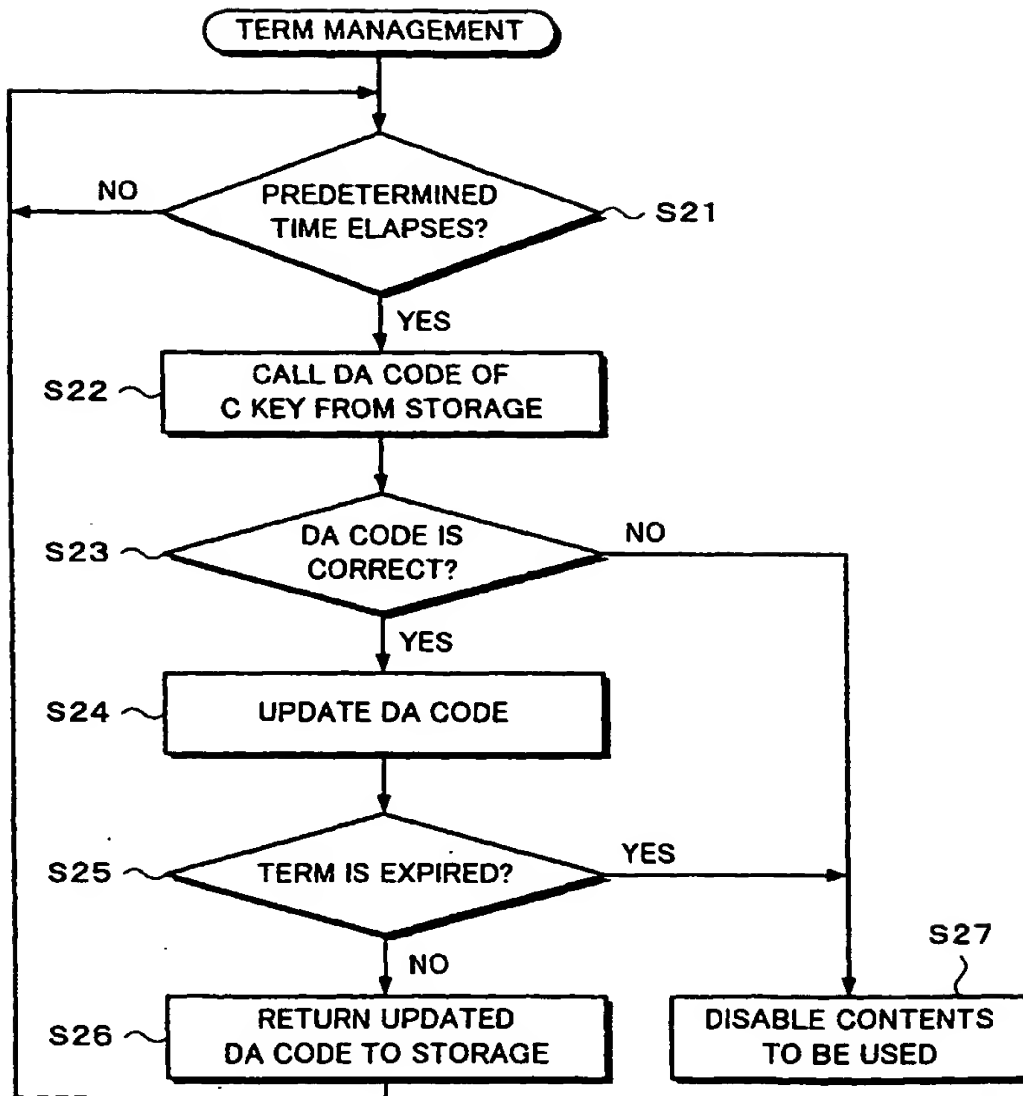 TERM MANAGEMENT
NO
PREDETERMINED
TIME ELAPSES?
S21
YES
S22
CALL DA CODE OF
C KEY FROM STORAGE
S23
DA CODE IS
CORRECT?
NO
YES
S24
UPDATE DA CODE
S25
TERM IS EXPIRED?
YES
NO
S27
S26
RETURN UPDATED
DA CODE TO STORAGE
DISABLE CONTENTS
TO BE USED